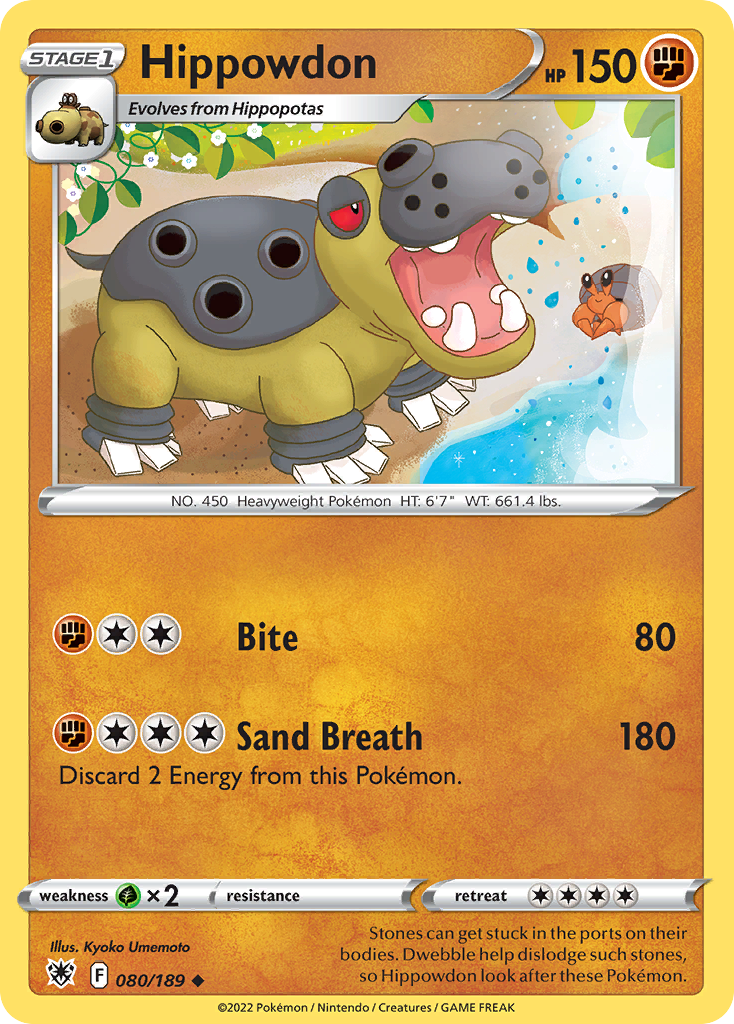 STAGE1
Hippowdon
HP 150
Evolves from Hippopotas
NO. 450 Heavyweight Pokémon HT: 6'7" WT: 661.4 lbs.
Bite 80
Sand Breath 180
Discard 2 Energy from this Pokémon.
weakness ×2 resistance retreat
Illus. Kyoko Umemoto
Stones can get stuck in the ports on their
bodies. Dwebble help dislodge such stones,
so Hippowdon look after these Pokémon.
F 080/189
©2022 Pokémon / Nintendo / Creatures / GAME FREAK